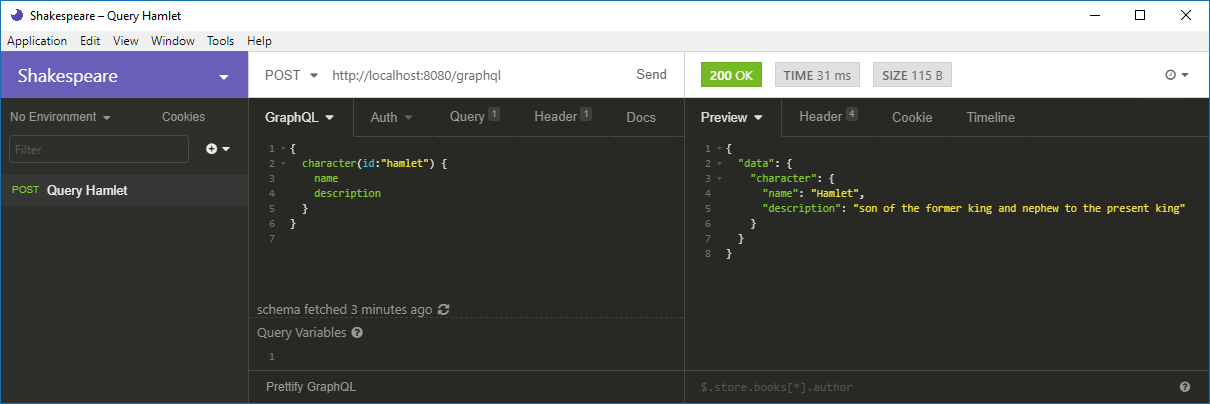 Shakespeare – Query Hamlet
Application Edit View Window Tools Help
Shakespeare
POST http://localhost:8080/graphql Send
200 OK TIME 31 ms SIZE 115 B
No Environment Cookies
GraphQL Auth Query 1 Header 1 Docs
Preview Header 4 Cookie Timeline
Filter
POST Query Hamlet
1 {
2 character(id:"hamlet") {
3 name
4 description
5 }
6 }
7
schema fetched 3 minutes ago
Query Variables ?
1
Prettify GraphQL
1 {
2 "data": {
3 "character": {
4 "name": "Hamlet",
5 "description": "son of the former king and nephew to the present king"
6 }
7 }
8 }
$.store.books[*].author ?